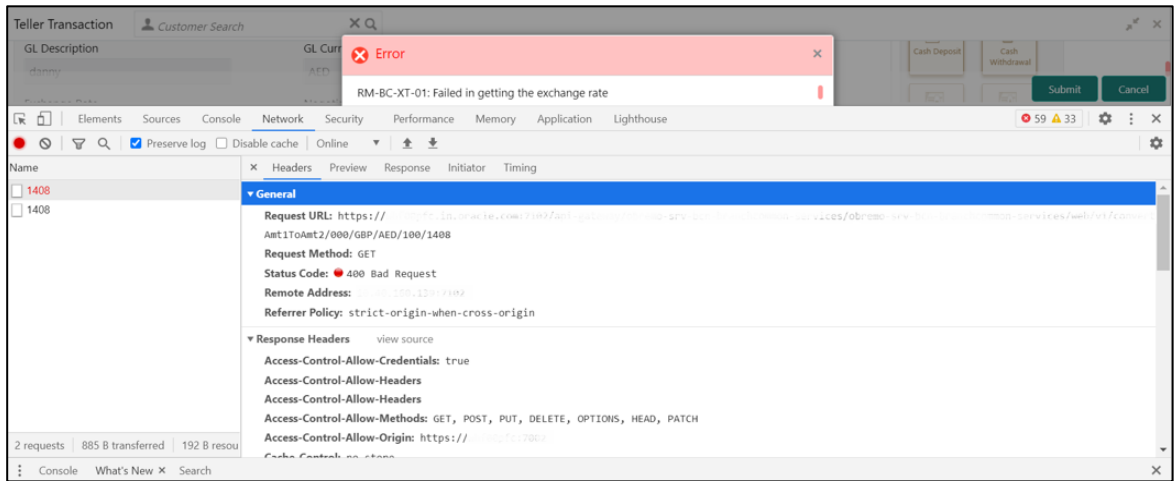 Teller Transaction Customer Search
GL Description GL Curr Error Cash Deposit Cash Withdrawal
danny AED
RM-BC-XT-01: Failed in getting the exchange rate
Submit Cancel
Elements Sources Console Network Security Performance Memory Application Lighthouse 59 33
Preserve log Disable cache Online
Name Headers Preview Response Initiator Timing
1408
1408
General
Request URL: https://
Amt1ToAmt2/000/GBP/AED/100/1408
Request Method: GET
Status Code: 400 Bad Request
Remote Address:
Referrer Policy: strict-origin-when-cross-origin
Response Headers view source
Access-Control-Allow-Credentials: true
Access-Control-Allow-Headers
Access-Control-Allow-Headers
Access-Control-Allow-Methods: GET, POST, PUT, DELETE, OPTIONS, HEAD, PATCH
Access-Control-Allow-Origin: https://
Cache-Control: no-store
2 requests 885 B transferred 192 B resou
Console What's New Search